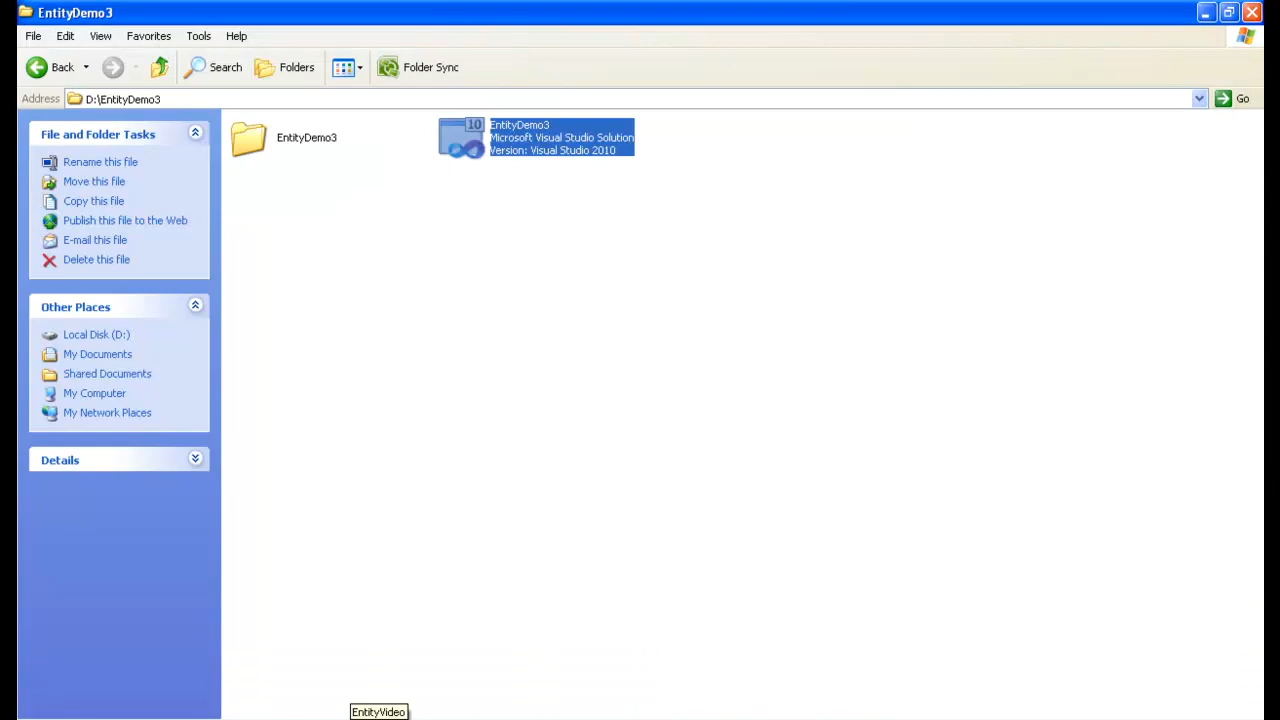 EntityDemo3
File Edit View Favorites Tools Help
Back Search Folders Folder Sync
Address D:\EntityDemo3 Go
File and Folder Tasks
Rename this file
Move this file
Copy this file
Publish this file to the Web
E-mail this file
Delete this file
Other Places
Local Disk (D:)
My Documents
Shared Documents
My Computer
My Network Places
Details
EntityDemo3
10
EntityDemo3
Microsoft Visual Studio Solution
Version: Visual Studio 2010
EntityVideo